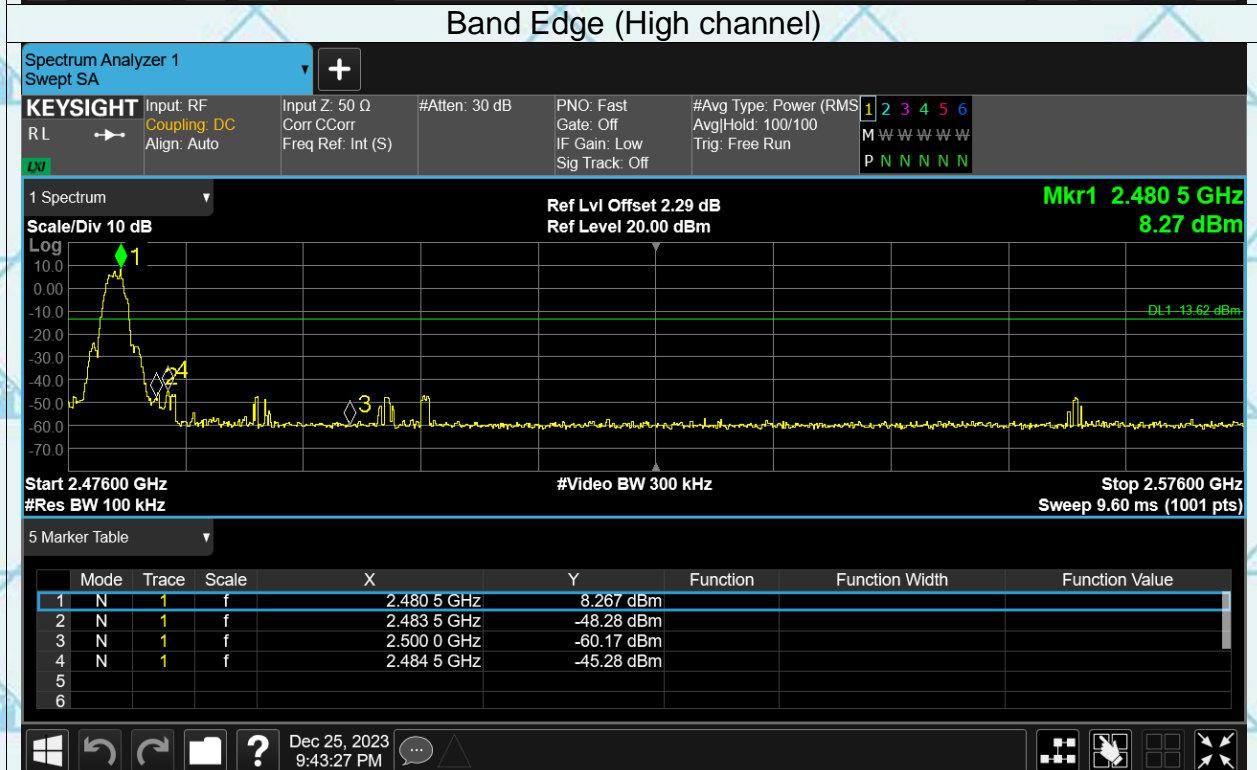 Band Edge (High channel)
Spectrum Analyzer 1
Swept SA
KEYSIGHT
R L
LXI
Input: RF
Coupling: DC
Align: Auto
Input Z: 50 Ω
Corr CCorr
Freq Ref: Int (S)
#Atten: 30 dB
PNO: Fast
Gate: Off
IF Gain: Low
Sig Track: Off
#Avg Type: Power (RMS
Avg|Hold: 100/100
Trig: Free Run
1 2 3 4 5 6
M W W W W W
P N N N N N
1 Spectrum
Scale/Div 10 dB
Ref Lvl Offset 2.29 dB
Ref Level 20.00 dBm
Mkr1 2.480 5 GHz
8.27 dBm
Log
1
10.0
0.00
-10.0
DL1 -13.62 dBm
-20.0
-30.0
-40.0
2 4
-50.0
3
-60.0
-70.0
Start 2.47600 GHz
#Video BW 300 kHz
Stop 2.57600 GHz
#Res BW 100 kHz
Sweep 9.60 ms (1001 pts)
5 Marker Table
Mode Trace Scale X Y Function Function Width Function Value
1 N 1 f 2.480 5 GHz 8.267 dBm
2 N 1 f 2.483 5 GHz -48.28 dBm
3 N 1 f 2.500 0 GHz -60.17 dBm
4 N 1 f 2.484 5 GHz -45.28 dBm
5
6
?
Dec 25, 2023
9:43:27 PM